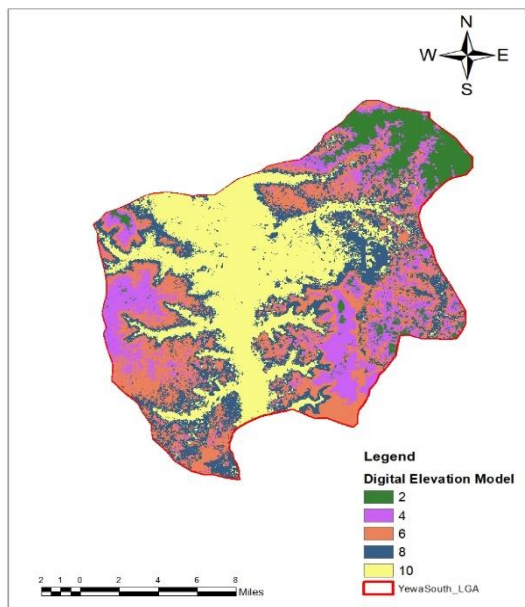 N
W E
S
Legend
Digital Elevation Model
2
4
6
8
10
YewaSouth_LGA
2 1 0 2 4 6 8
Miles